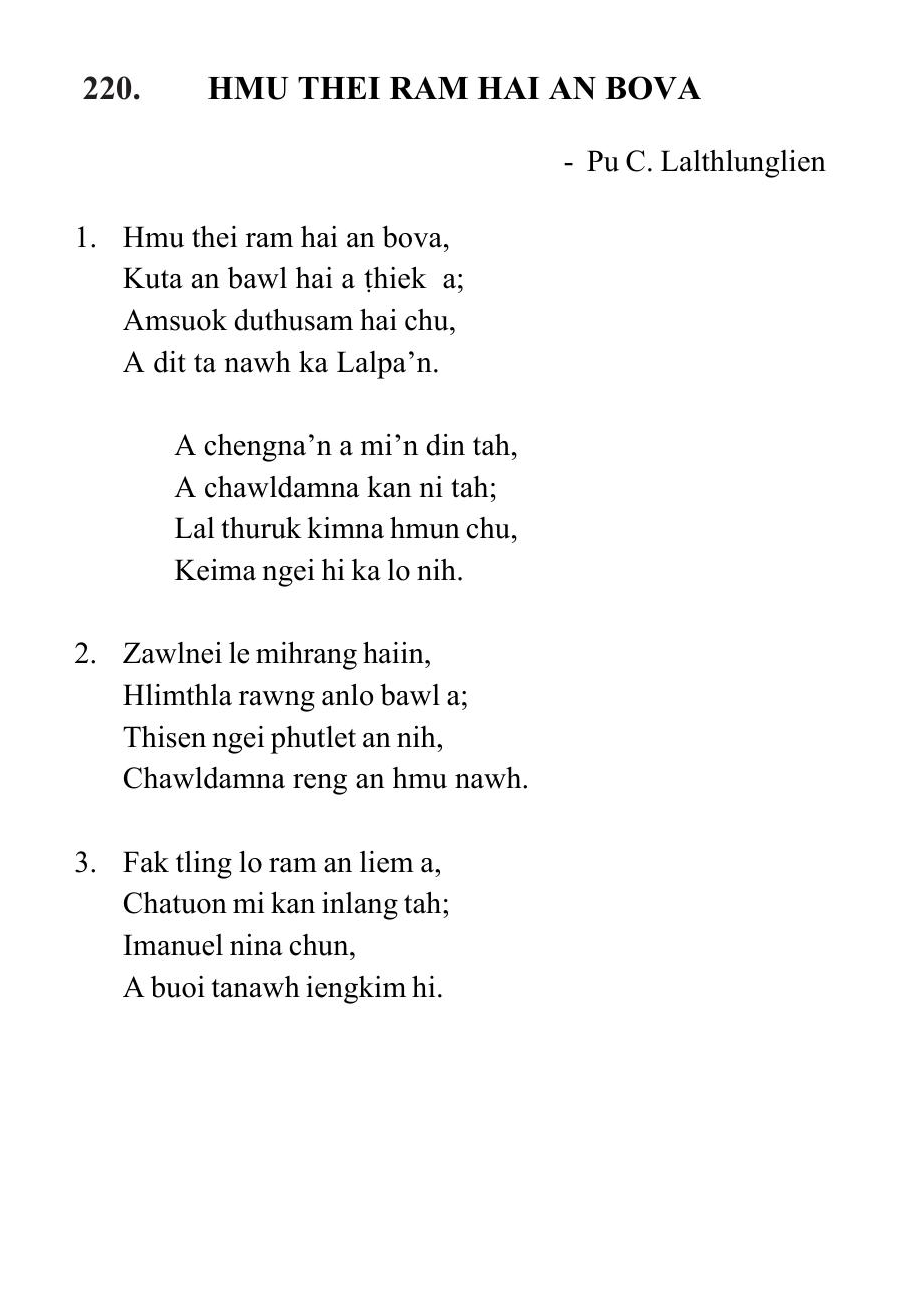 220. HMU THEI RAM HAI AN BOVA
- Pu C. Lalthlunglien
1. Hmu thei ram hai an bova,
Kuta an bawl hai a ṭhiek a;
Amsuok duthusam hai chu,
A dit ta nawh ka Lalpa’n.
A chengna’n a mi’n din tah,
A chawldamna kan ni tah;
Lal thuruk kimna hmun chu,
Keima ngei hi ka lo nih.
2. Zawlnei le mihrang haiin,
Hlimthla rawng anlo bawl a;
Thisen ngei phutlet an nih,
Chawldamna reng an hmu nawh.
3. Fak tling lo ram an liem a,
Chatuon mi kan inlang tah;
Imanuel nina chun,
A buoi tanawh iengkim hi.